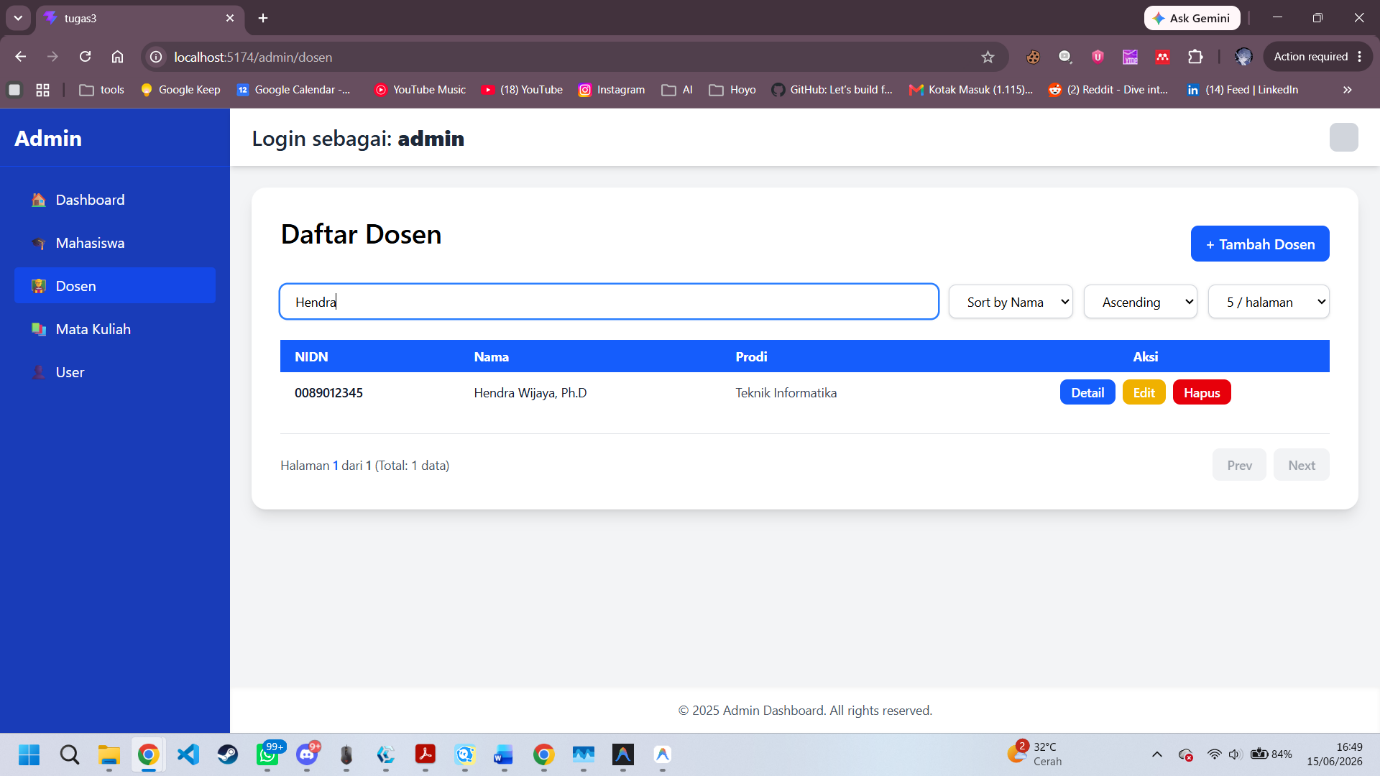 tugas3
Ask Gemini
localhost:5174/admin/dosen
Action required
tools
Google Keep
12
Google Calendar -...
YouTube Music
(18) YouTube
Instagram
AI
Hoyo
GitHub: Let's build f...
Kotak Masuk (1.115)...
(2) Reddit - Dive int...
in
(14) Feed | LinkedIn
Admin
Login sebagai: admin
Dashboard
Mahasiswa
Dosen
Mata Kuliah
User
Daftar Dosen
+ Tambah Dosen
Hendra
Sort by Nama
Ascending
5 / halaman
NIDN Nama Prodi Aksi
0089012345 Hendra Wijaya, Ph.D Teknik Informatika Detail Edit Hapus
Halaman 1 dari 1 (Total: 1 data)
Prev
Next
© 2025 Admin Dashboard. All rights reserved.
99+
9+
2
32°C
Cerah
84%
16:49
15/06/2026